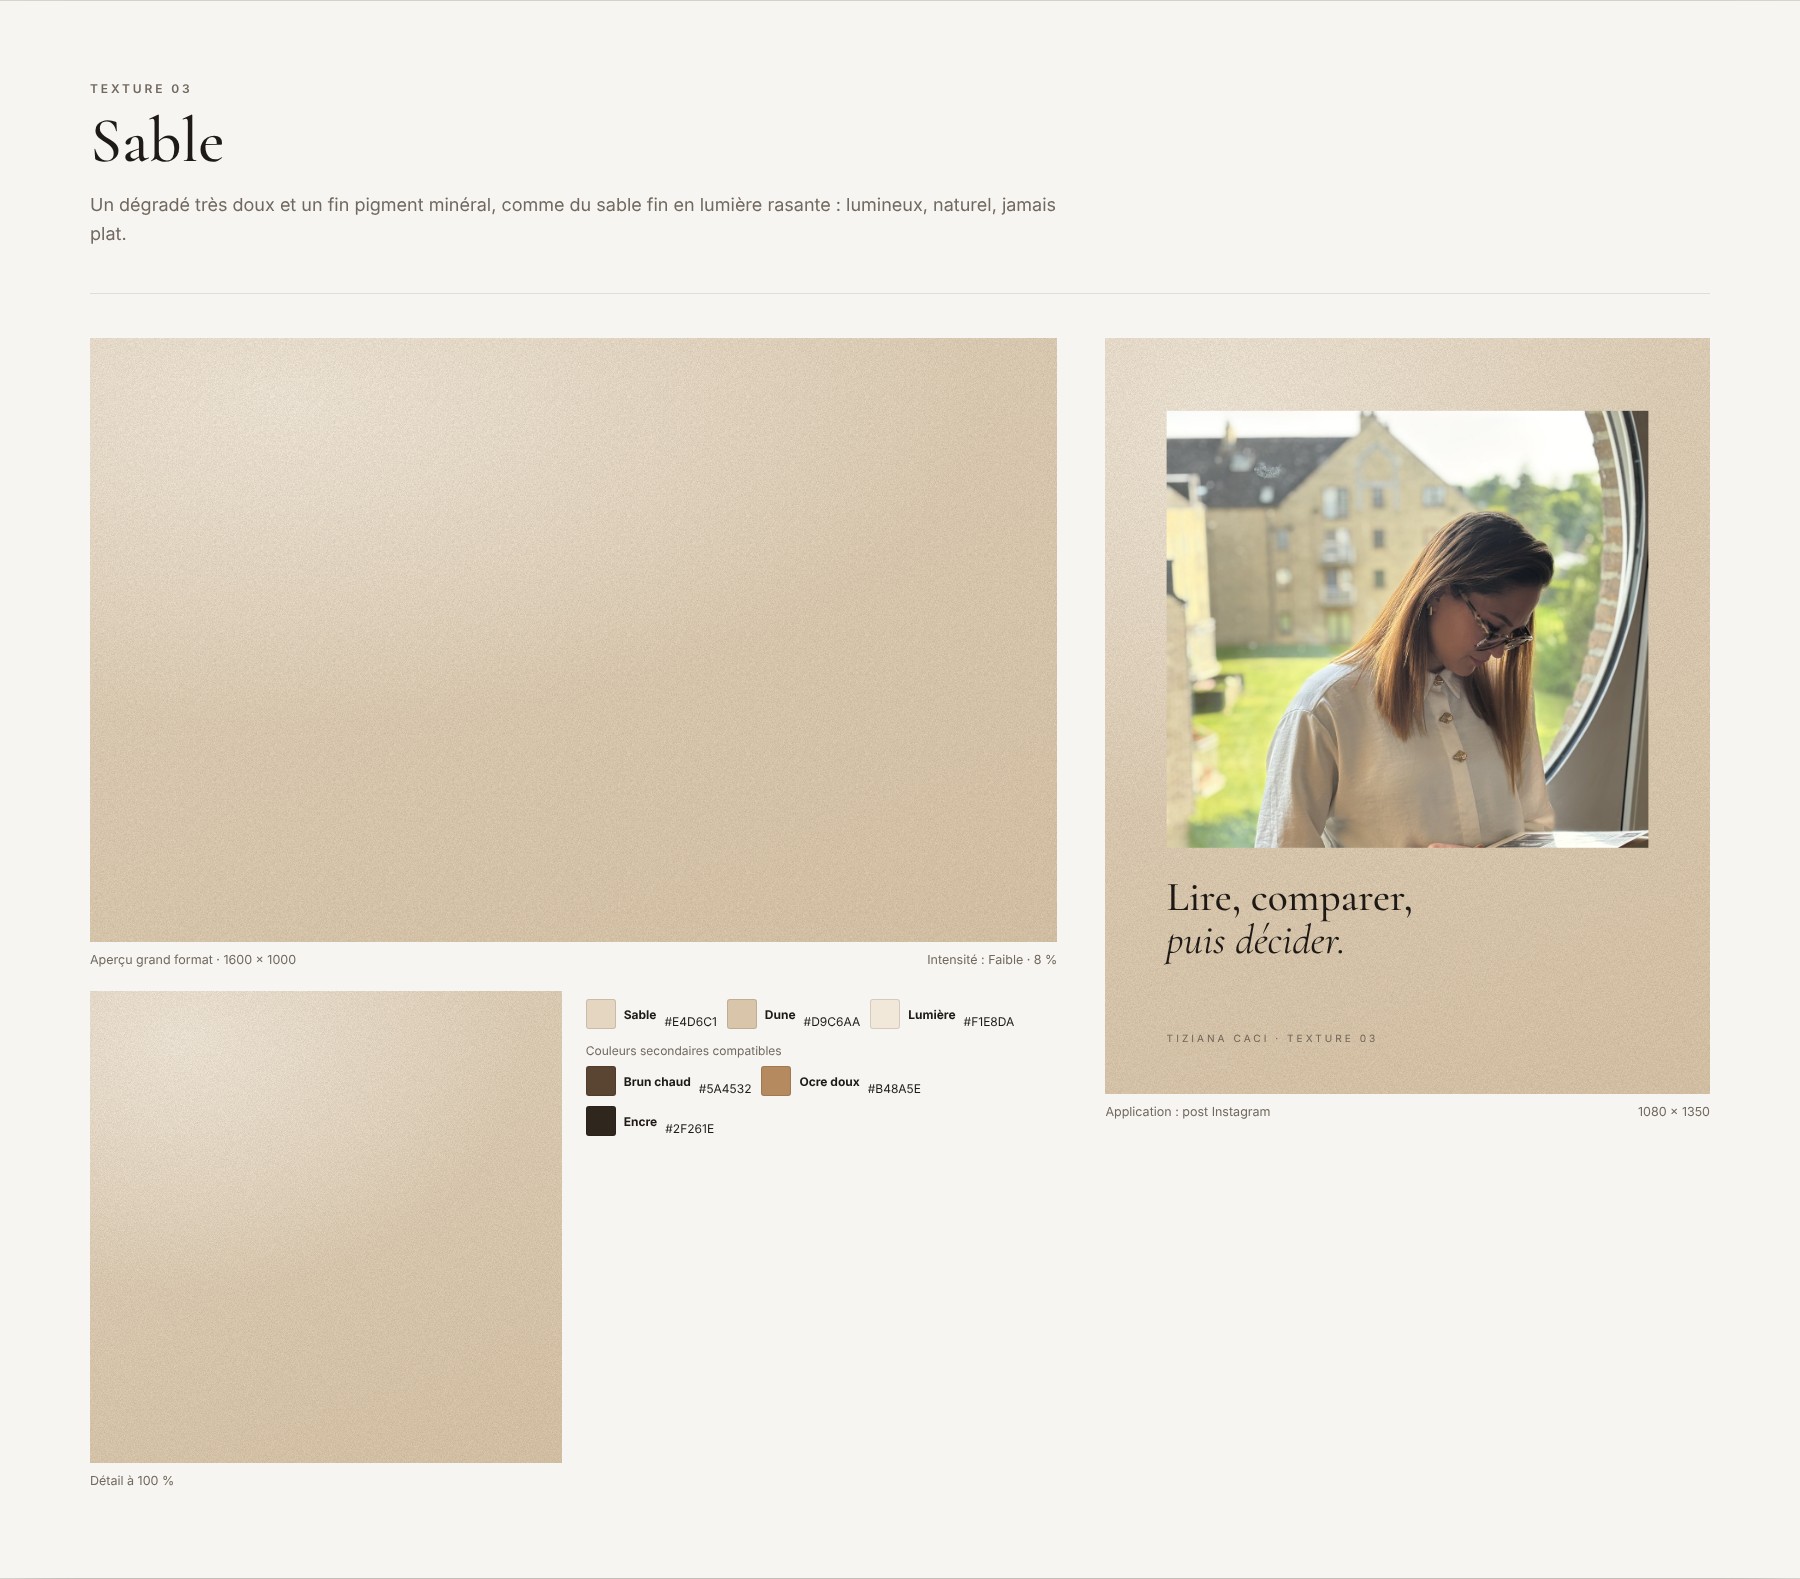 TEXTURE 03
Sable
Un dégradé très doux et un fin pigment minéral, comme du sable fin en lumière rasante : lumineux, naturel, jamais
plat.
Aperçu grand format · 1600 × 1000
Intensité : Faible · 8 %
Sable #E4D6C1 Dune #D9C6AA Lumière #F1E8DA
Couleurs secondaires compatibles
Brun chaud #5A4532 Ocre doux #B48A5E
Encre #2F261E
Détail à 100 %
Lire, comparer,
puis décider.
TIZIANA CACI · TEXTURE 03
Application : post Instagram
1080 × 1350